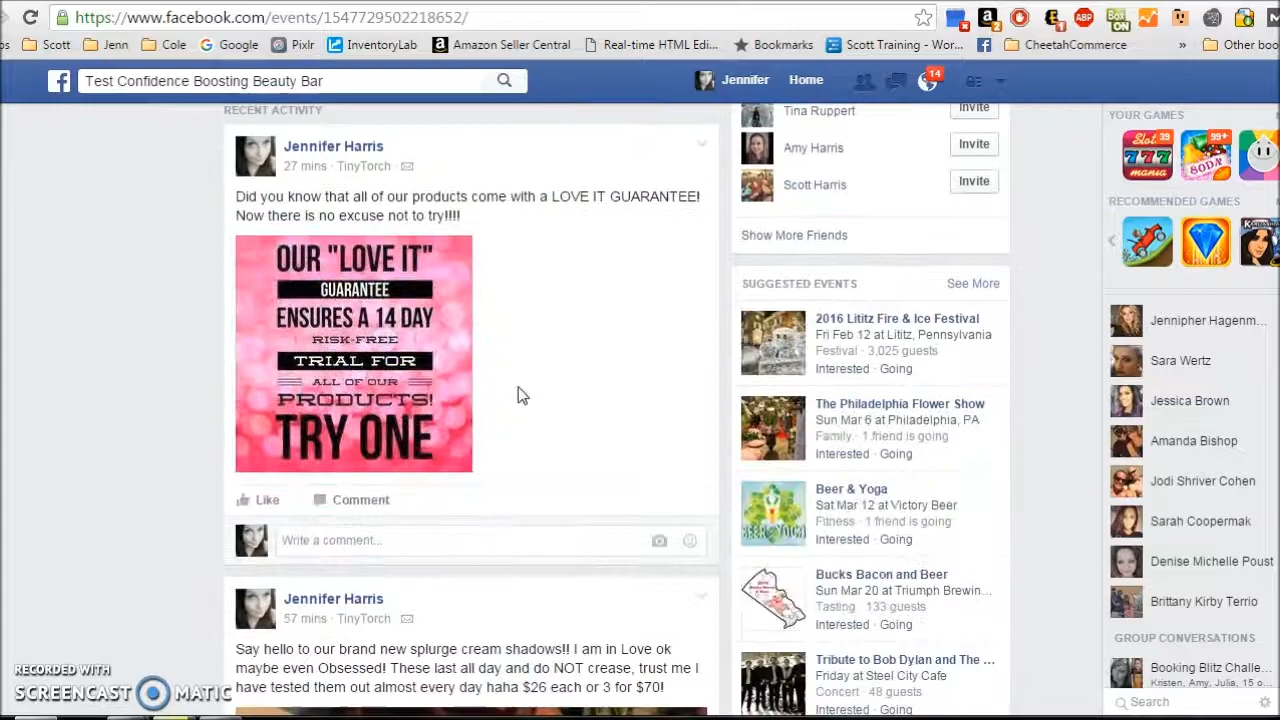 https://www.facebook.com/events/1547729502218652/
Scott
Jenn
Cole
Google
Pixlr
InventoryLab
Amazon Seller Central
Real-time HTML Edi...
Bookmarks
Scott Training - Wor...
CheetahCommerce
»
Other boo
Test Confidence Boosting Beauty Bar
Jennifer
Home
14
RECENT ACTIVITY
Jennifer Harris
27 mins · TinyTorch
Did you know that all of our products come with a LOVE IT GUARANTEE!
Now there is no excuse not to try!!!!
OUR "LOVE IT"
GUARANTEE
ENSURES A 14 DAY
RISK-FREE
TRIAL FOR
ALL OF OUR
PRODUCTS!
TRY ONE
Like
Comment
Write a comment...
Jennifer Harris
57 mins · TinyTorch
Say hello to our brand new splurge cream shadows!! I am in Love ok
maybe even Obsessed! These last all day and do NOT crease, trust me I
have tested them out almost every day haha $26 each or 3 for $70!
Tina Ruppert
Invite
Amy Harris
Invite
Scott Harris
Invite
Show More Friends
SUGGESTED EVENTS
See More
2016 Lititz Fire & Ice Festival
Fri Feb 12 at Lititz, Pennsylvania
Festival · 3,025 guests
Interested · Going
The Philadelphia Flower Show
Sun Mar 6 at Philadelphia, PA
Family · 1 friend is going
Interested · Going
Beer & Yoga
Sat Mar 12 at Victory Beer
Fitness · 1 friend is going
Interested · Going
BEER YOGA
Bucks Bacon and Beer
Sun Mar 20 at Triumph Brewin...
Tasting · 133 guests
Interested · Going
Tribute to Bob Dylan and The ...
Friday at Steel City Cafe
Concert · 48 guests
Interested · Going
YOUR GAMES
Slot
39
777
mania
99+
SODA
RECOMMENDED GAMES
Jennipher Hagenm...
Sara Wertz
Jessica Brown
Amanda Bishop
Jodi Shriver Cohen
Sarah Coopermak
Denise Michelle Poust
Brittany Kirby Terrio
GROUP CONVERSATIONS
Booking Blitz Challe...
Kristen, Amy, Julia, 15 o...
Search
RECORDED WITH
SCREENCAST MATIC